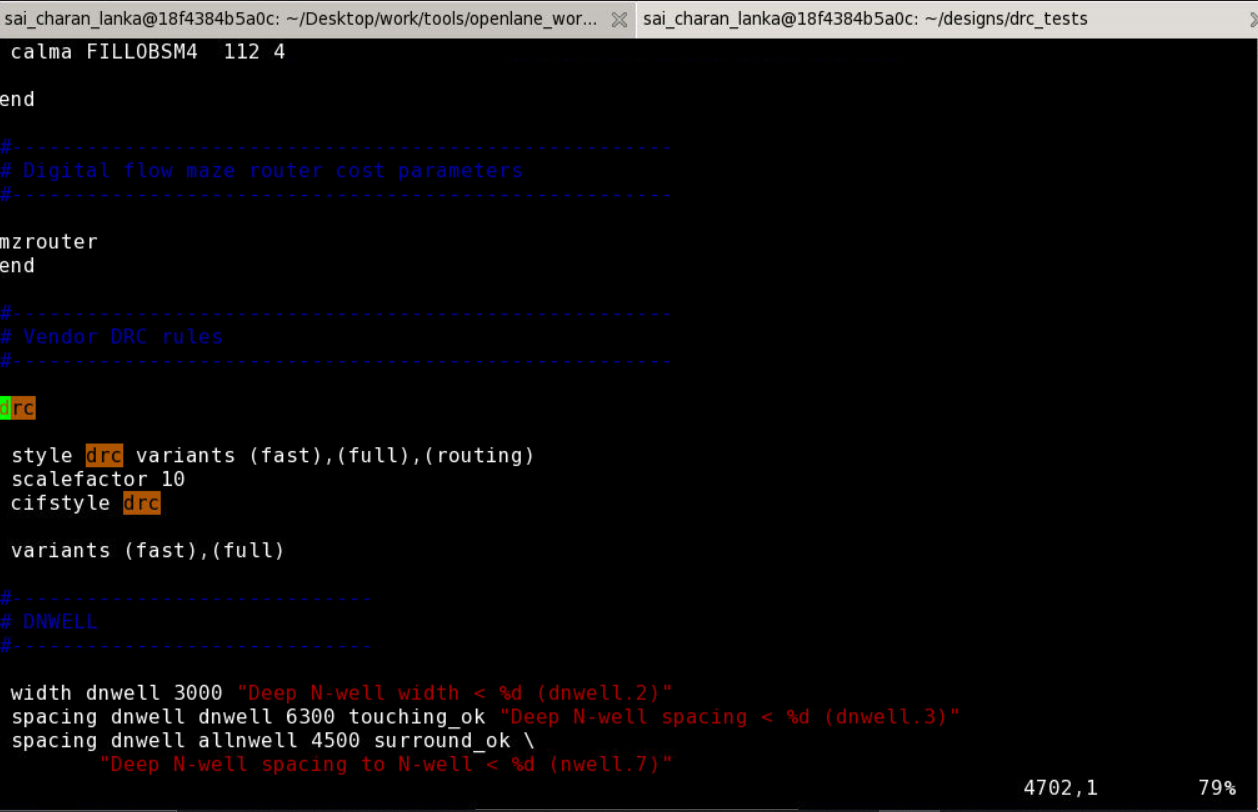 sai_charan_lanka@18f4384b5a0c: ~/Desktop/work/tools/openlane_wor... sai_charan_lanka@18f4384b5a0c: ~/designs/drc_tests
calma FILLOBSM4  112 4
end
#-----------------------------------------------------
# Digital flow maze router cost parameters
#-----------------------------------------------------
mzrouter
end
#-----------------------------------------------------
# Vendor DRC rules
#-----------------------------------------------------
drc
style drc variants (fast),(full),(routing)
scalefactor 10
cifstyle drc
variants (fast),(full)
#-----------------------------
# DNWELL
#-----------------------------
width dnwell 3000 "Deep N-well width < %d (dnwell.2)"
spacing dnwell dnwell 6300 touching_ok "Deep N-well spacing < %d (dnwell.3)"
spacing dnwell allnwell 4500 surround_ok \
"Deep N-well spacing to N-well < %d (nwell.7)"
4702,1 79%